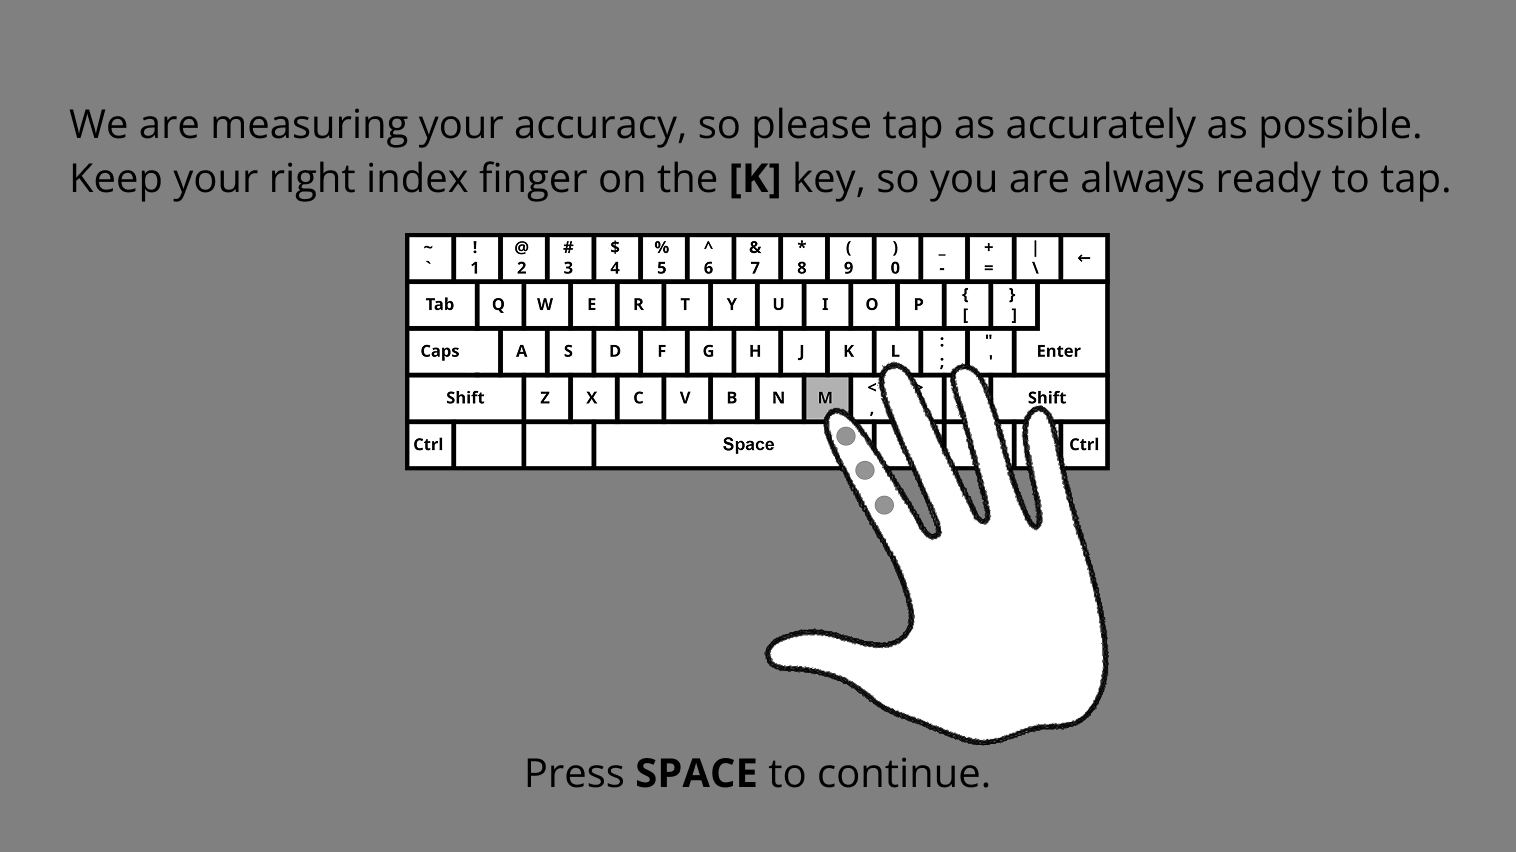 We are measuring your accuracy, so please tap as accurately as possible.
Keep your right index finger on the [K] key, so you are always ready to tap.
~ ! @ # $ % ^ & * ( ) _ + |
` 1 2 3 4 5 6 7 8 9 0 - = \ ←
Tab Q W E R T Y U I O P { [ } ]
Caps A S D F G H J K L : ; " ' Enter
Shift Z X C V B N M < , > Shift
Ctrl Space Ctrl
Press SPACE to continue.